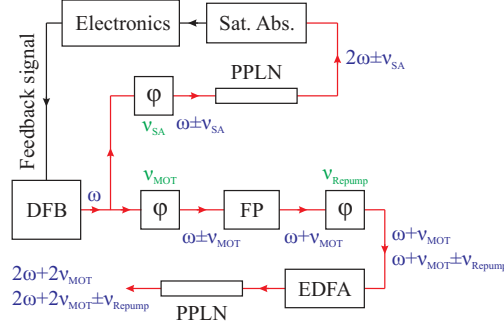 Electronics
Sat. Abs.
Feedback signal
φ
PPLN
2ω±ν_SA
ν_SA
ω±ν_SA
DFB
ω
ν_MOT
φ
FP
ν_Repump
φ
ω±ν_MOT
ω+ν_MOT
ω+ν_MOT
ω+ν_MOT±ν_Repump
2ω+2ν_MOT
2ω+2ν_MOT±ν_Repump
PPLN
EDFA